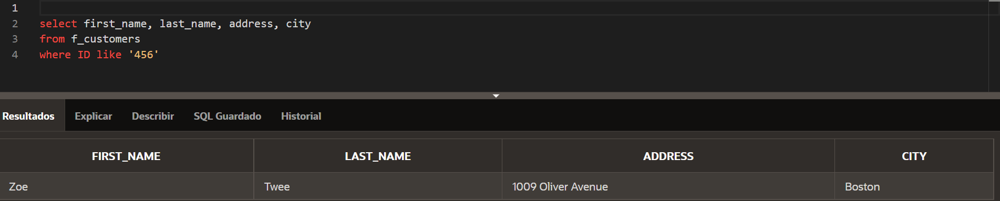 1
2 select first_name, last_name, address, city
3 from f_customers
4 where ID like '456'
Resultados Explicar Describir SQL Guardado Historial
FIRST_NAME LAST_NAME ADDRESS CITY
Zoe Twee 1009 Oliver Avenue Boston